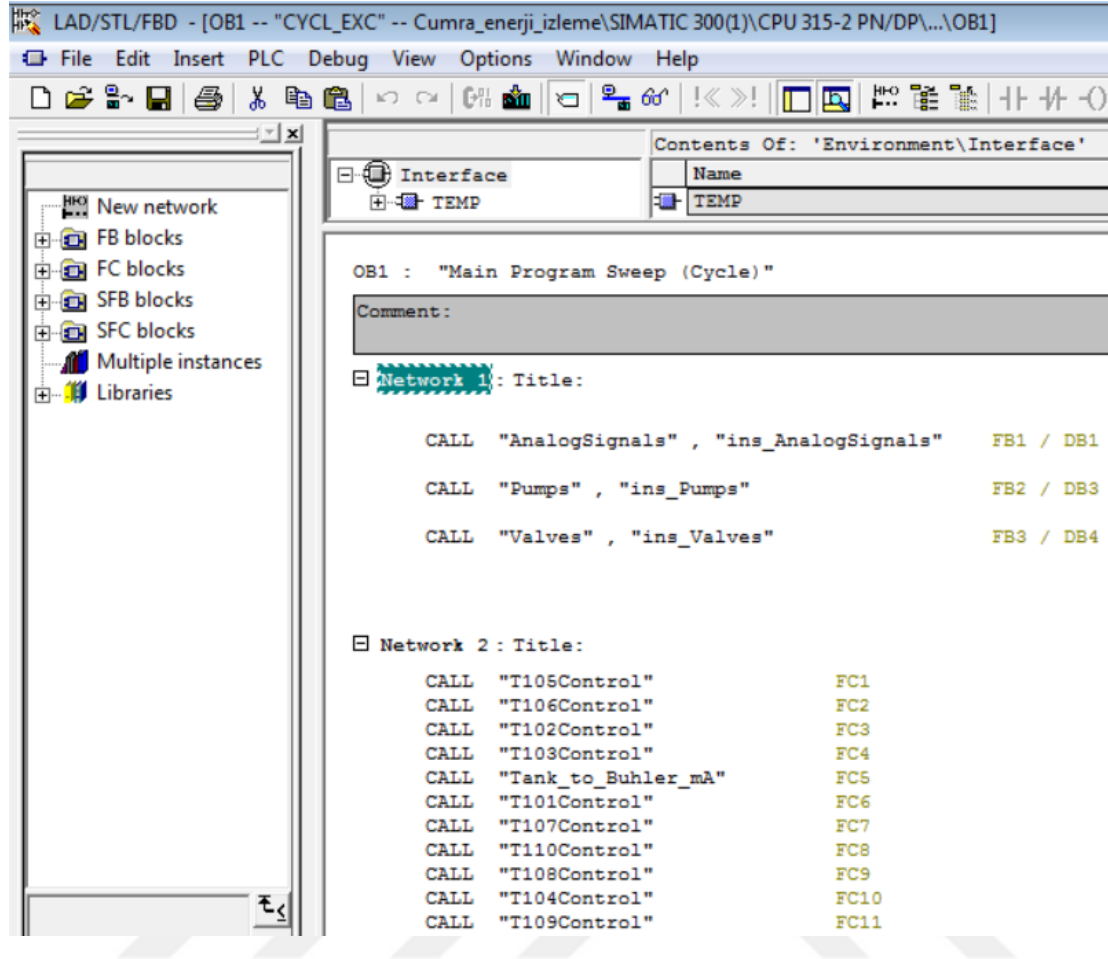 LAD/STL/FBD - [OB1 -- "CYCL_EXC" -- Cumra_enerji_izleme\SIMATIC 300(1)\CPU 315-2 PN/DP\...\OB1]
File Edit Insert PLC Debug View Options Window Help
Contents Of: 'Environment\Interface'
Interface
Name
TEMP
TEMP
New network
FB blocks
FC blocks
SFB blocks
SFC blocks
Multiple instances
Libraries
OB1 : "Main Program Sweep (Cycle)"
Comment:
Network 1: Title:
CALL "AnalogSignals" , "ins_AnalogSignals" FB1 / DB1
CALL "Pumps" , "ins_Pumps" FB2 / DB3
CALL "Valves" , "ins_Valves" FB3 / DB4
Network 2 : Title:
CALL "T105Control" FC1
CALL "T106Control" FC2
CALL "T102Control" FC3
CALL "T103Control" FC4
CALL "Tank_to_Buhler_mA" FC5
CALL "T101Control" FC6
CALL "T107Control" FC7
CALL "T110Control" FC8
CALL "T108Control" FC9
CALL "T104Control" FC10
CALL "T109Control" FC11